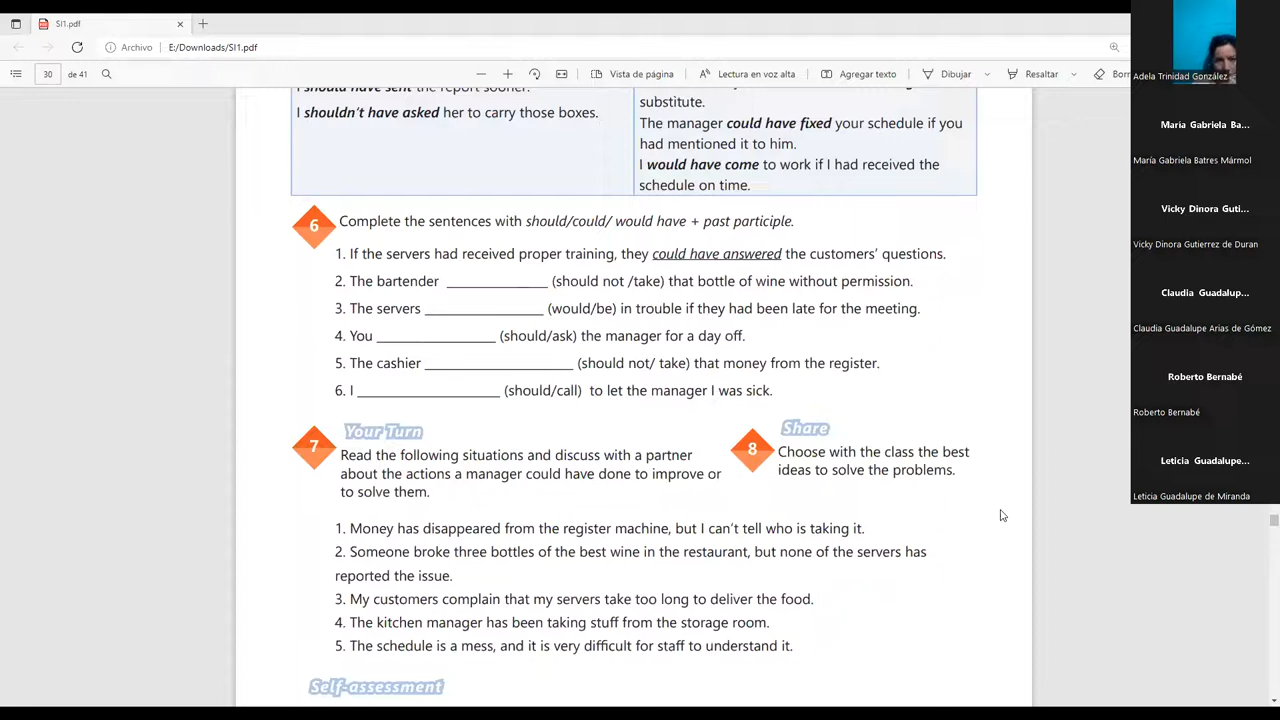 SI1.pdf
Archivo
E:/Downloads/SI1.pdf
30
de 41
Vista de página
Lectura en voz alta
Agregar texto
Dibujar
Resaltar
Borr
I should have sent the report sooner.
I shouldn't have asked her to carry those boxes.
substitute.
The manager could have fixed your schedule if you
had mentioned it to him.
I would have come to work if I had received the
schedule on time.
6
Complete the sentences with should/could/ would have + past participle.
1. If the servers had received proper training, they could have answered the customers' questions.
2. The bartender ______________ (should not /take) that bottle of wine without permission.
3. The servers ________________ (would/be) in trouble if they had been late for the meeting.
4. You ________________ (should/ask) the manager for a day off.
5. The cashier ____________________ (should not/ take) that money from the register.
6. I ___________________ (should/call) to let the manager I was sick.
7
Your Turn
Read the following situations and discuss with a partner
about the actions a manager could have done to improve or
to solve them.
8
Share
Choose with the class the best
ideas to solve the problems.
1. Money has disappeared from the register machine, but I can't tell who is taking it.
2. Someone broke three bottles of the best wine in the restaurant, but none of the servers has
reported the issue.
3. My customers complain that my servers take too long to deliver the food.
4. The kitchen manager has been taking stuff from the storage room.
5. The schedule is a mess, and it is very difficult for staff to understand it.
Self-assessment
Adela Trinidad González
Maria Gabriela Ba...
María Gabriela Batres Mármol
Vicky Dinora Guti...
Vicky Dinora Gutierrez de Duran
Claudia Guadalup...
Claudia Guadalupe Arias de Gómez
Roberto Bernabé
Roberto Bernabé
Leticia Guadalupe...
Leticia Guadalupe de Miranda